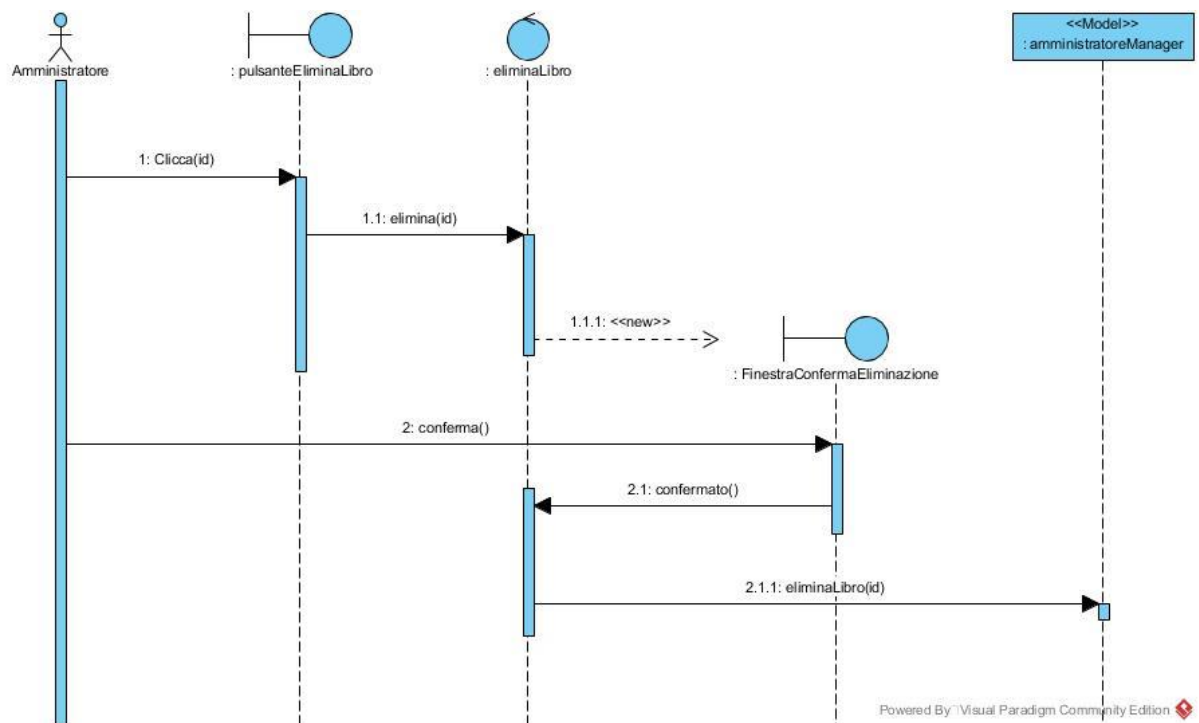 <<Model>>
: amministratoreManager
Amministratore
: pulsanteEliminaLibro
: eliminaLibro
1: Clicca(id)
1.1: elimina(id)
1.1.1: <<new>>
: FinestraConfermaEliminazione
2: conferma()
2.1: confermato()
2.1.1: eliminaLibro(id)
Powered By Visual Paradigm Community Edition